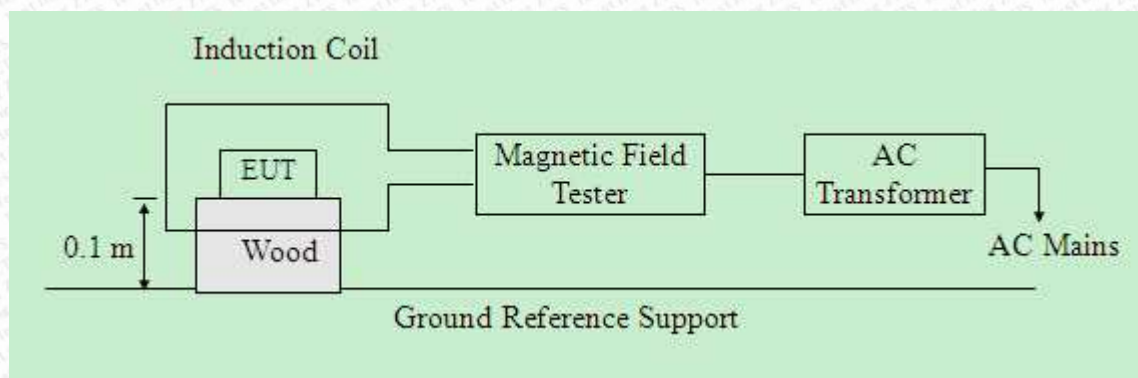 Induction Coil
EUT
Magnetic Field
Tester
AC
Transformer
0.1 m
Wood
AC Mains
Ground Reference Support